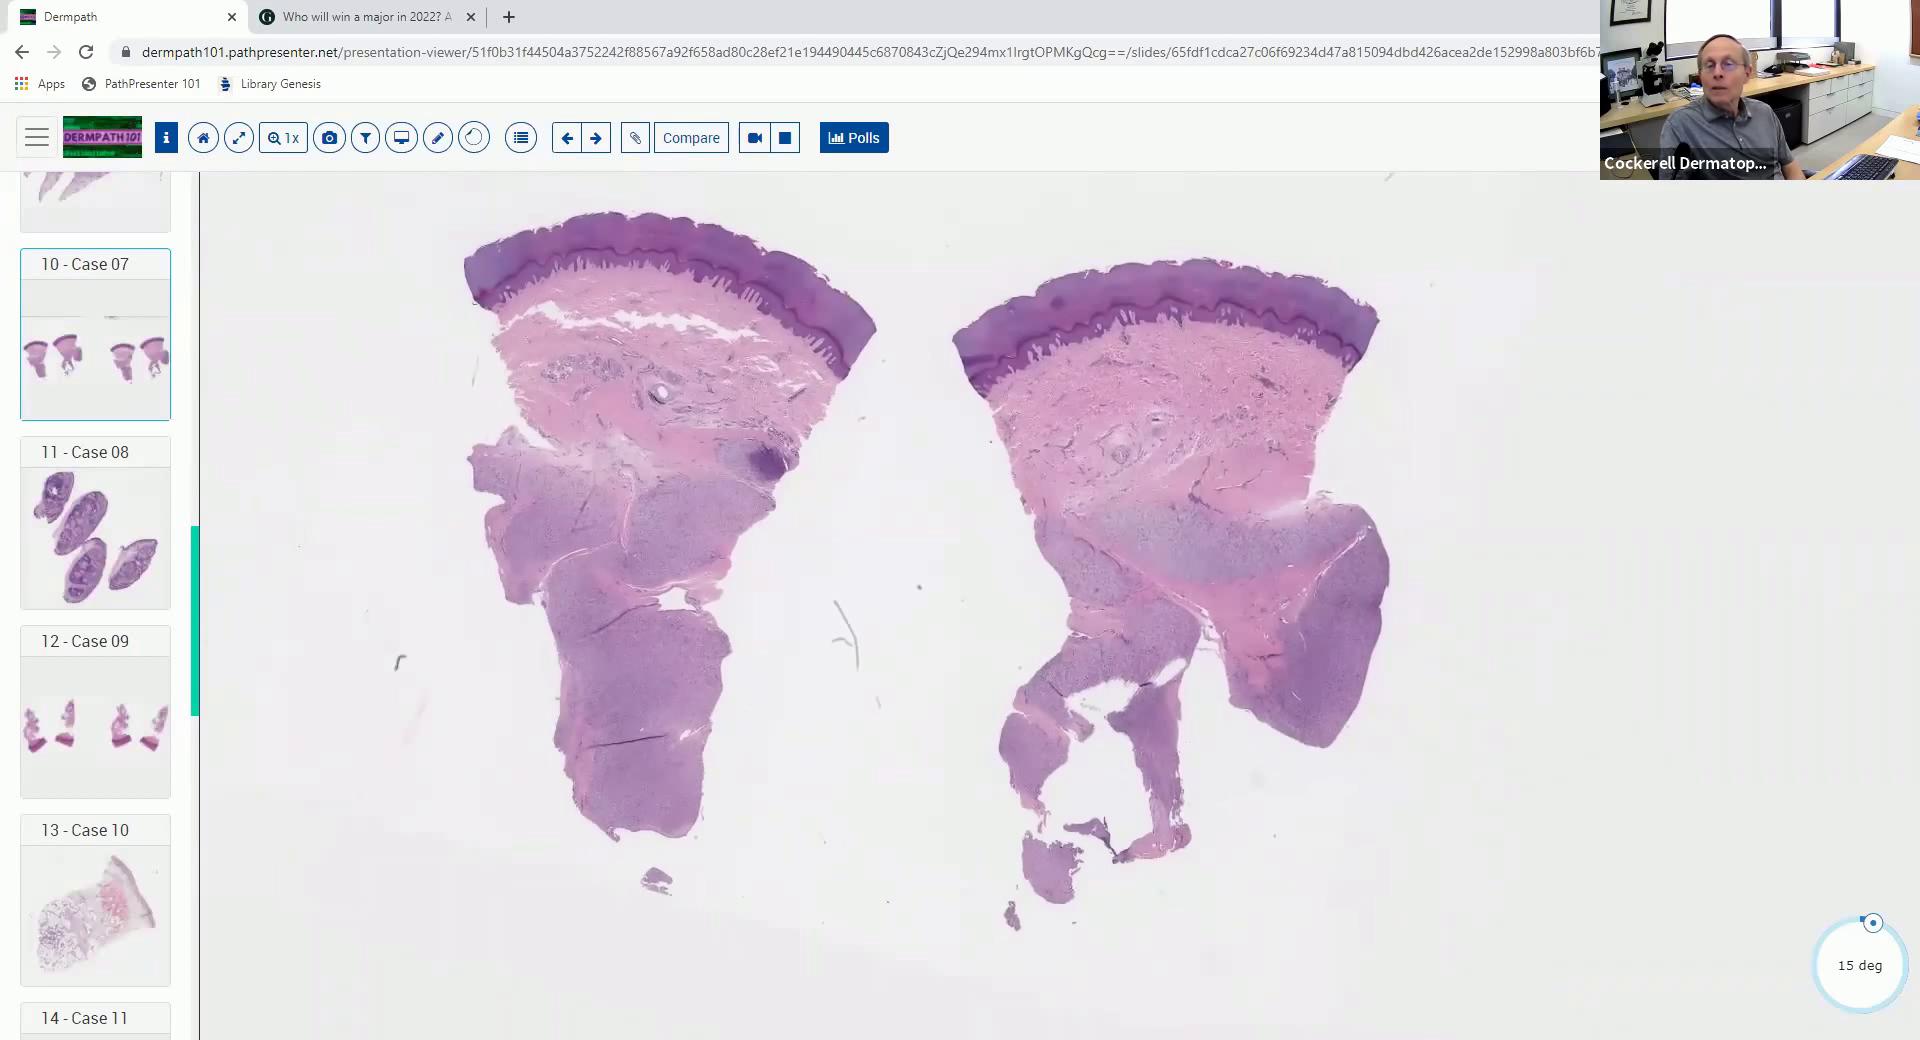 Dermpath
Who will win a major in 2022? A
dermpath101.pathpresenter.net/presentation-viewer/51f0b31f44504a3752242f88567a92f658ad80c28ef21e194490445c6870843cZjQe294mx1IrgtOPMKgQcg==/slides/65fdf1cdca27c06f69234d47a815094dbd426acea2de152998a803bf6b7
Apps
PathPresenter 101
Library Genesis
DERMPATH 101
1x
Compare
Polls
Cockerell Dermatop...
10 - Case 07
11 - Case 08
12 - Case 09
13 - Case 10
14 - Case 11
15 deg